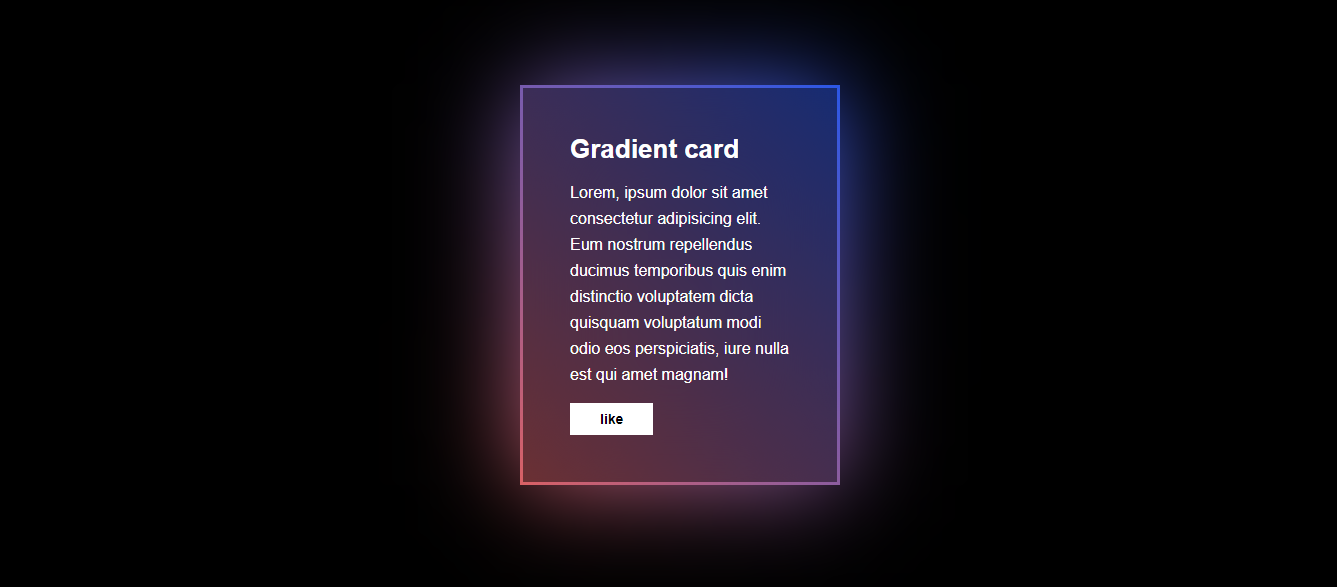 Gradient card
Lorem, ipsum dolor sit amet
consectetur adipisicing elit.
Eum nostrum repellendus
ducimus temporibus quis enim
distinctio voluptatem dicta
quisquam voluptatum modi
odio eos perspiciatis, iure nulla
est qui amet magnam!
like